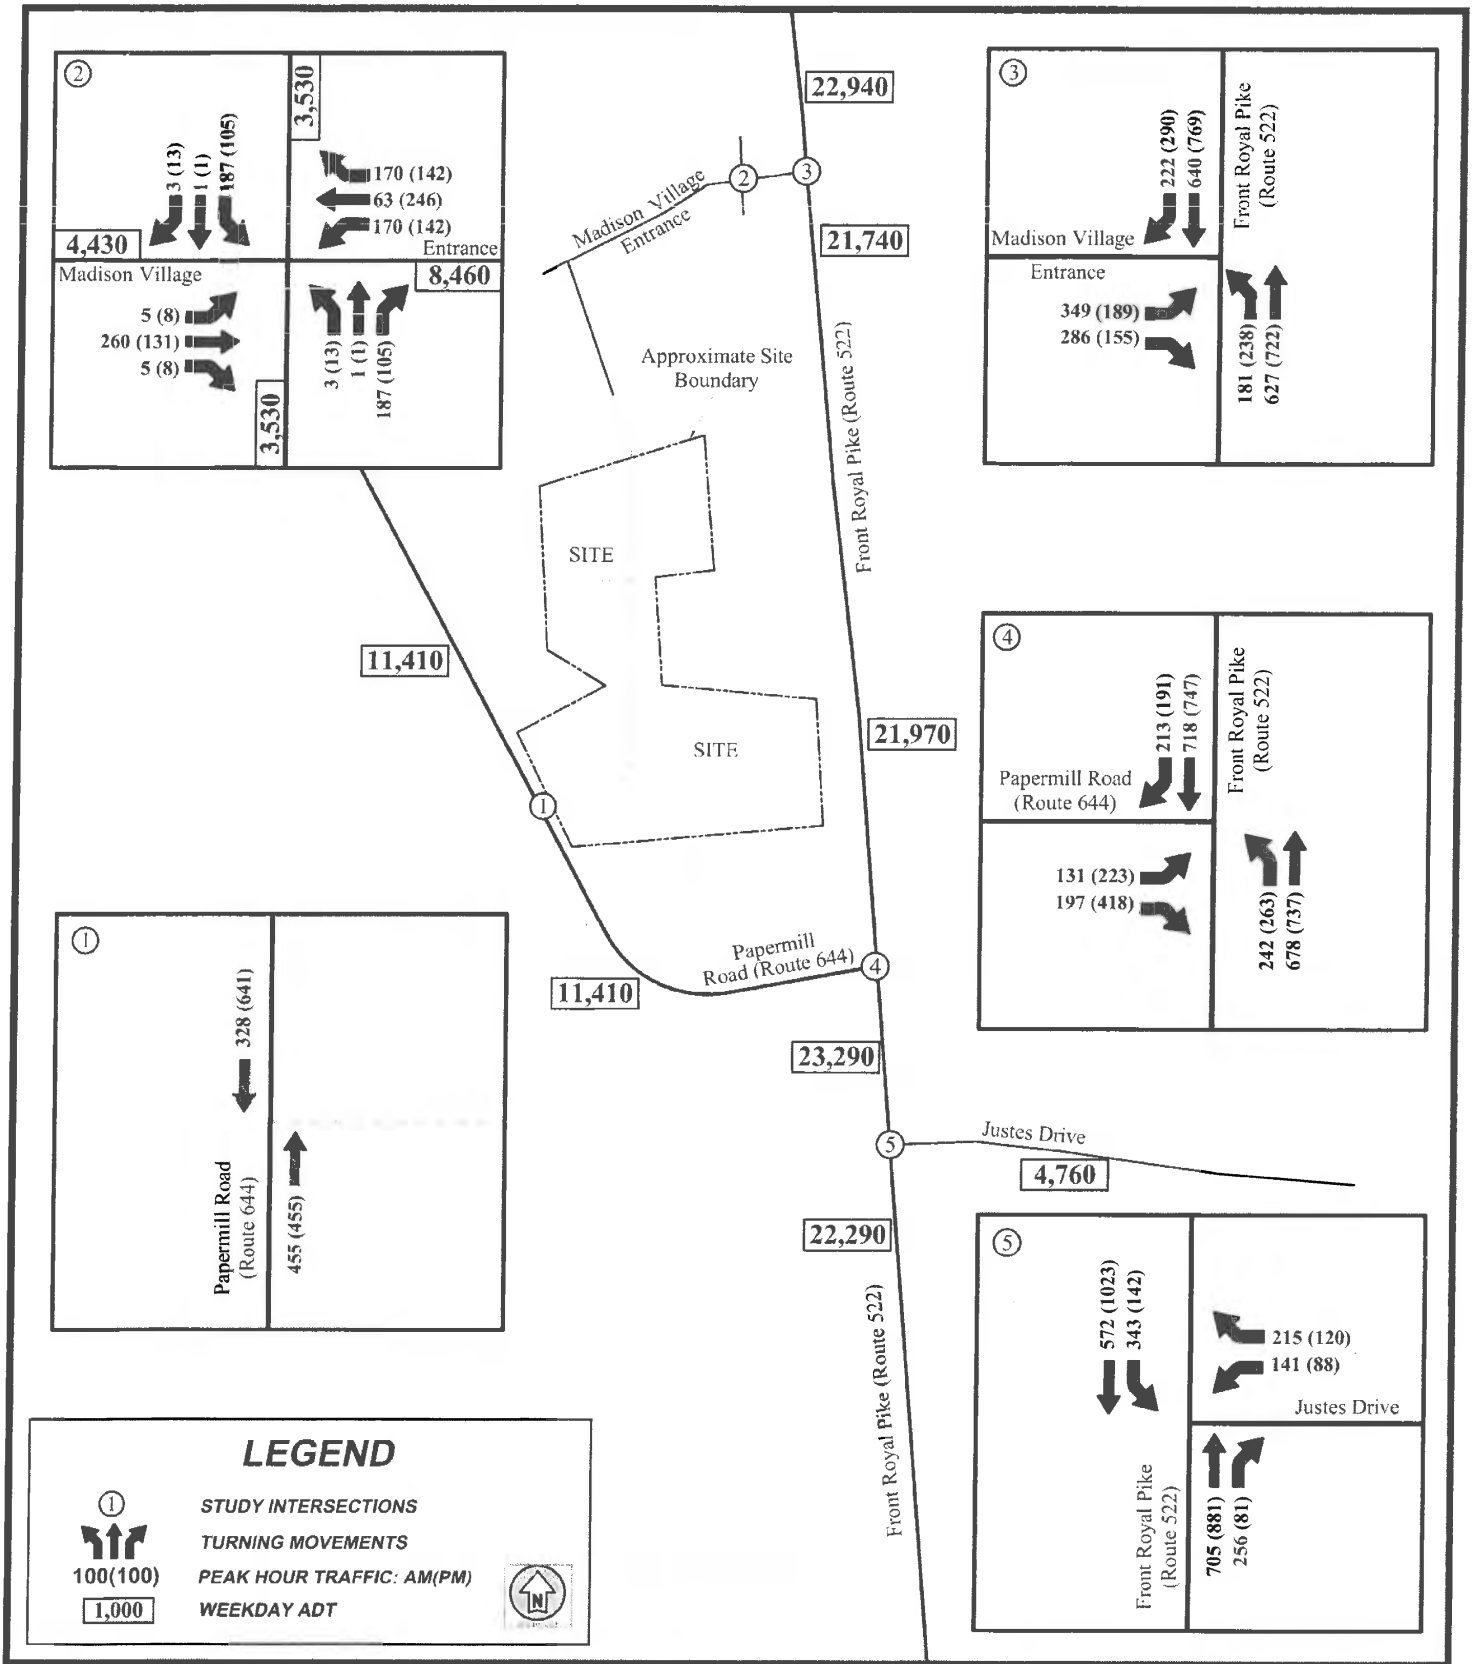 ②
3,530
3 (13)
1 (1)
187 (105)
170 (142)
63 (246)
170 (142)
4,430
Entrance
Madison Village
8,460
5 (8)
260 (131)
5 (8)
3 (13)
1 (1)
187 (105)
3,530
22,940
②
③
Madison Village
Entrance
21,740
Approximate Site
Boundary
Front Royal Pike (Route 522)
③
222 (290)
640 (769)
Front Royal Pike
(Route 522)
Madison Village
Entrance
349 (189)
286 (155)
181 (238)
627 (722)
SITE
11,410
SITE
21,970
①
④
213 (191)
718 (747)
Front Royal Pike
(Route 522)
Papermill Road
(Route 644)
131 (223)
197 (418)
242 (263)
678 (737)
Papermill
Road (Route 644)
④
11,410
23,290
①
328 (641)
Papermill Road
(Route 644)
455 (455)
⑤
Justes Drive
4,760
22,290
Front Royal Pike (Route 522)
⑤
572 (1023)
343 (142)
215 (120)
141 (88)
Justes Drive
Front Royal Pike
(Route 522)
705 (881)
256 (81)
LEGEND
① STUDY INTERSECTIONS
TURNING MOVEMENTS
100(100) PEAK HOUR TRAFFIC: AM(PM)
1,000 WEEKDAY ADT
N